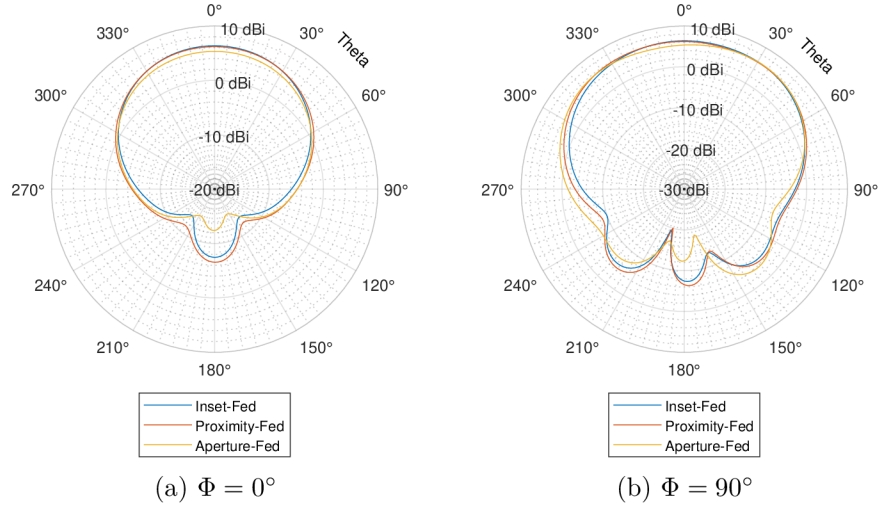 0°
30°
60°
90°
120°
150°
180°
210°
240°
270°
300°
330°
10 dBi
0 dBi
-10 dBi
-20 dBi
Theta
Inset-Fed
Proximity-Fed
Aperture-Fed
(a) Φ = 0°
0°
30°
60°
90°
120°
150°
180°
210°
240°
270°
300°
330°
10 dBi
0 dBi
-10 dBi
-20 dBi
-30 dBi
Theta
Inset-Fed
Proximity-Fed
Aperture-Fed
(b) Φ = 90°